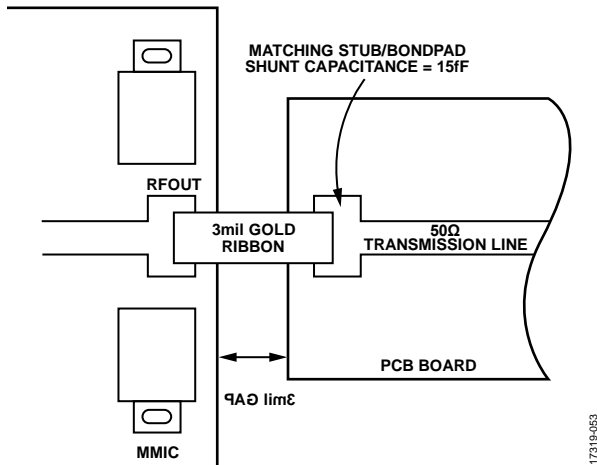 MATCHING STUB/BONDPAD
SHUNT CAPACITANCE = 15fF
RFOUT
3mil GOLD
RIBBON
50Ω
TRANSMISSION LINE
3mil GAP
PCB BOARD
MMIC
17319-053